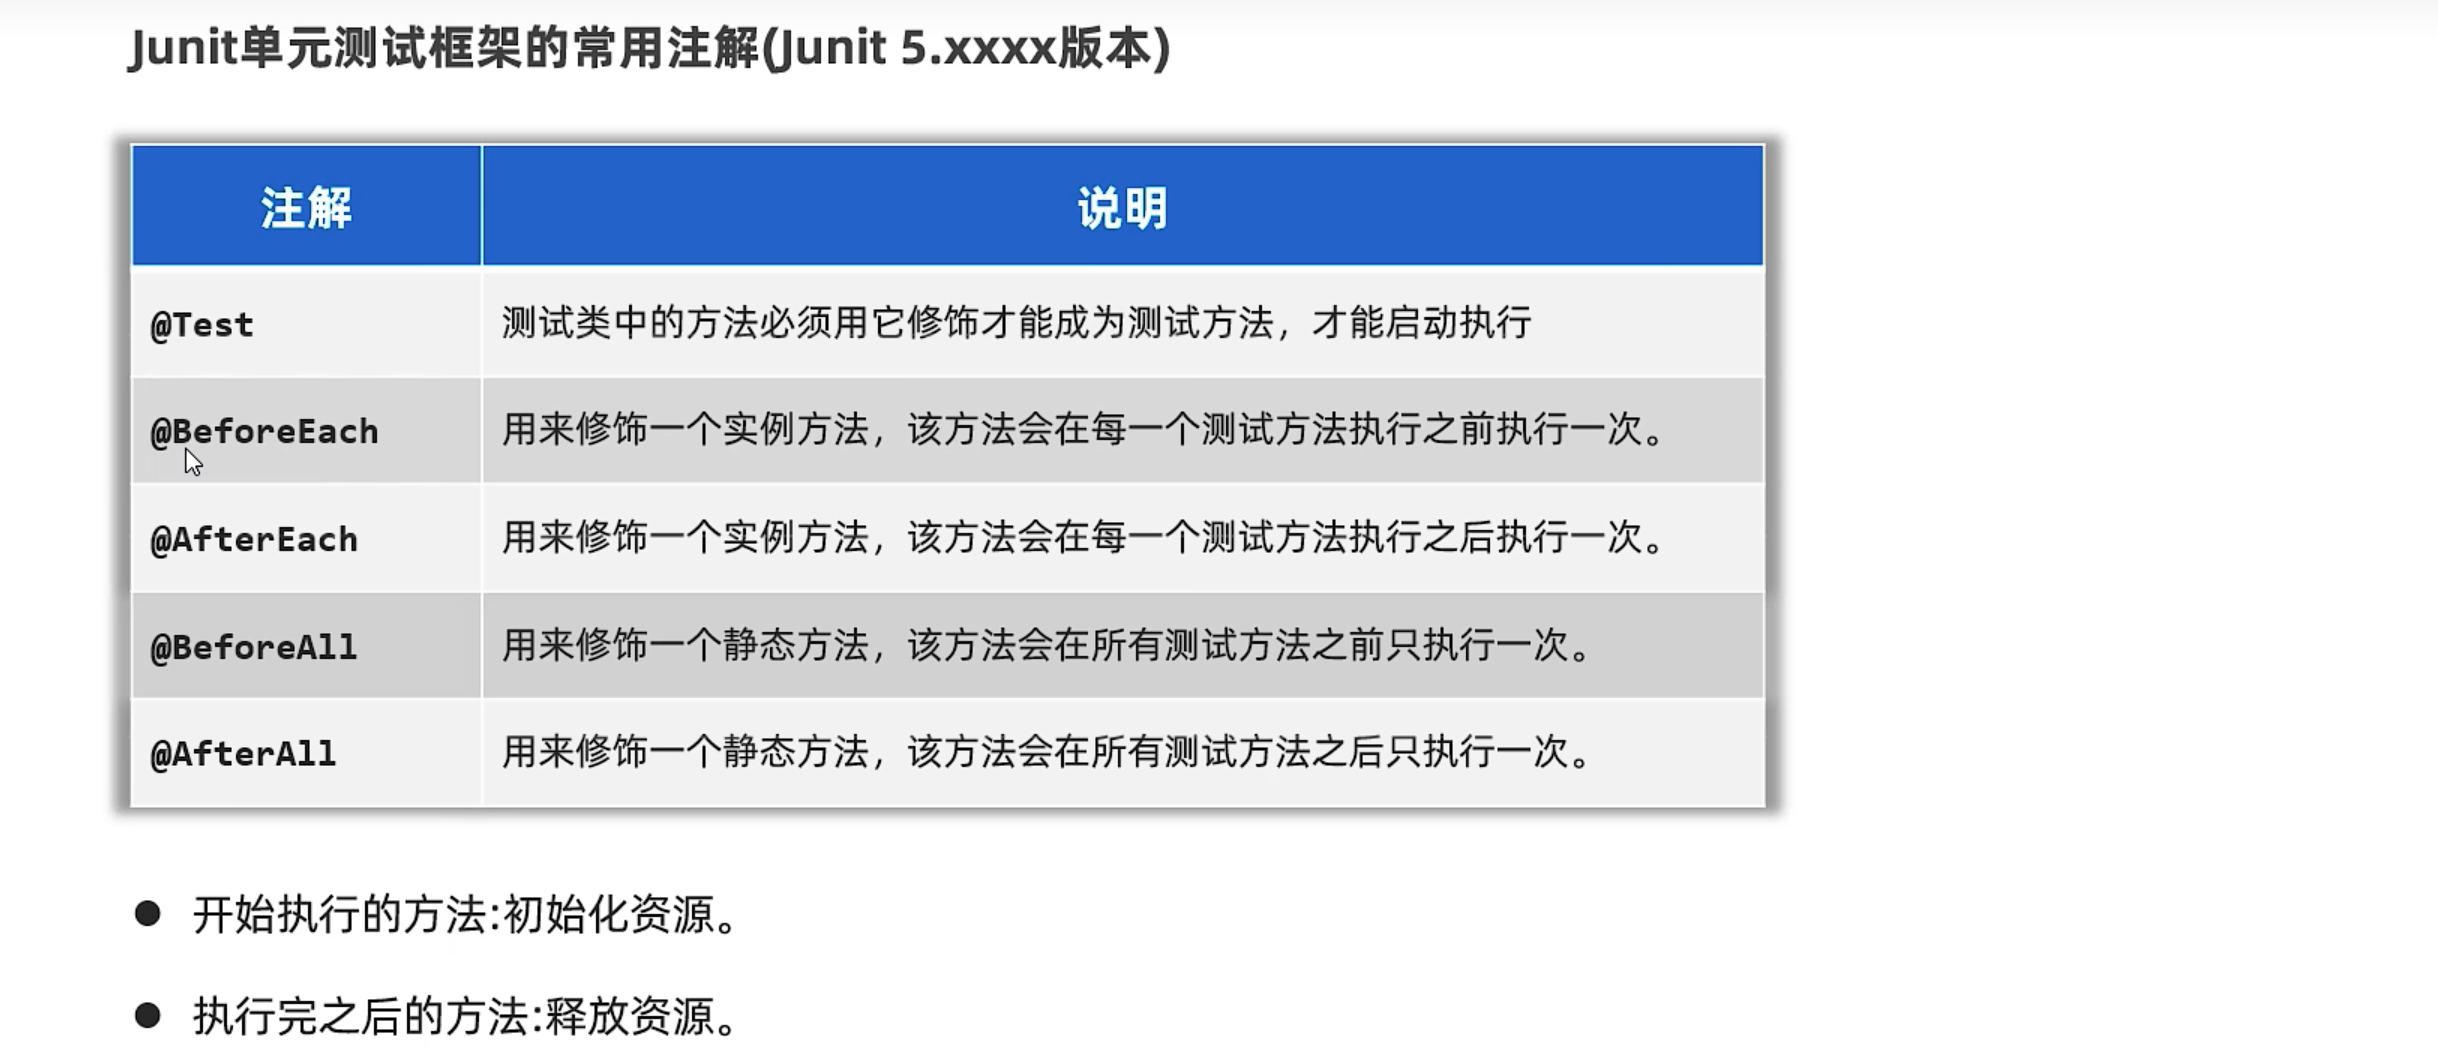 Junit单元测试框架的常用注解(Junit 5.xxxx版本)
注解 说明
@Test 测试类中的方法必须用它修饰才能成为测试方法，才能启动执行
@BeforeEach 用来修饰一个实例方法，该方法会在每一个测试方法执行之前执行一次。
@AfterEach 用来修饰一个实例方法，该方法会在每一个测试方法执行之后执行一次。
@BeforeAll 用来修饰一个静态方法，该方法会在所有测试方法之前只执行一次。
@AfterAll 用来修饰一个静态方法，该方法会在所有测试方法之后只执行一次。
● 开始执行的方法:初始化资源。
● 执行完之后的方法:释放资源。